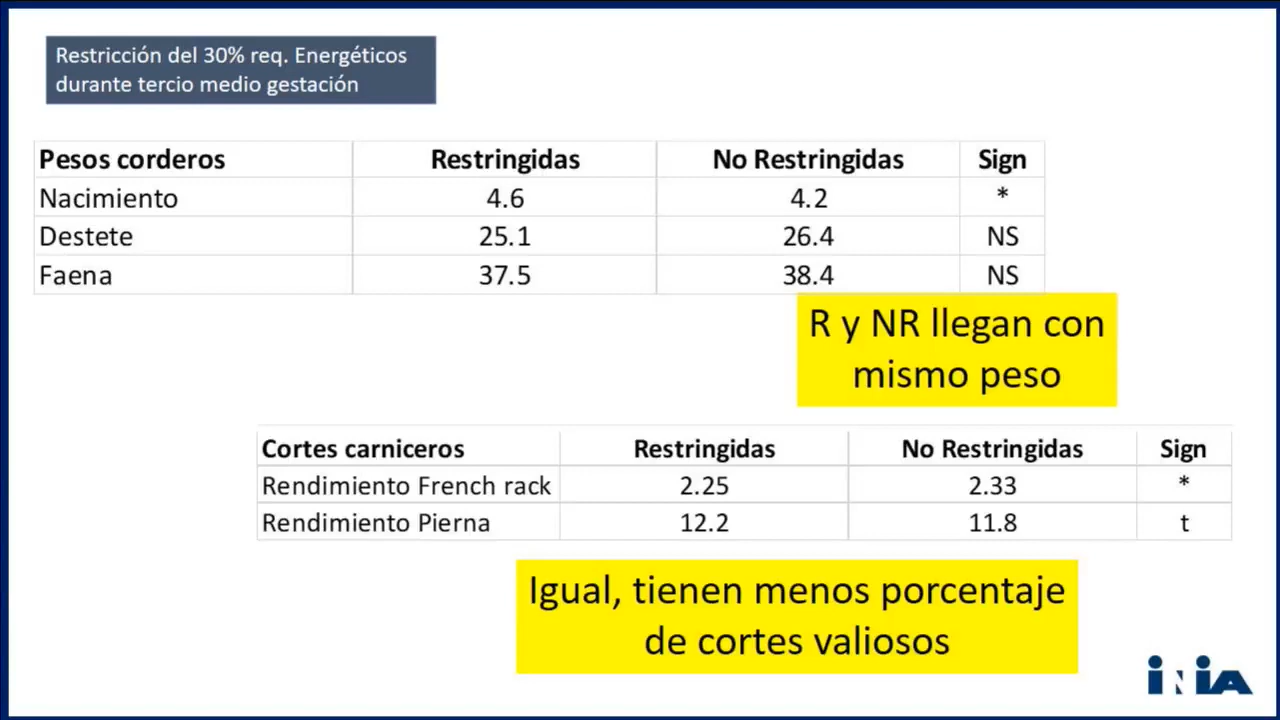 Restricción del 30% req. Energéticos
durante tercio medio gestación
Pesos corderos Restringidas No Restringidas Sign
Nacimiento 4.6 4.2 *
Destete 25.1 26.4 NS
Faena 37.5 38.4 NS
R y NR llegan con
mismo peso
Cortes carniceros Restringidas No Restringidas Sign
Rendimiento French rack 2.25 2.33 *
Rendimiento Pierna 12.2 11.8 t
Igual, tienen menos porcentaje
de cortes valiosos
INIA